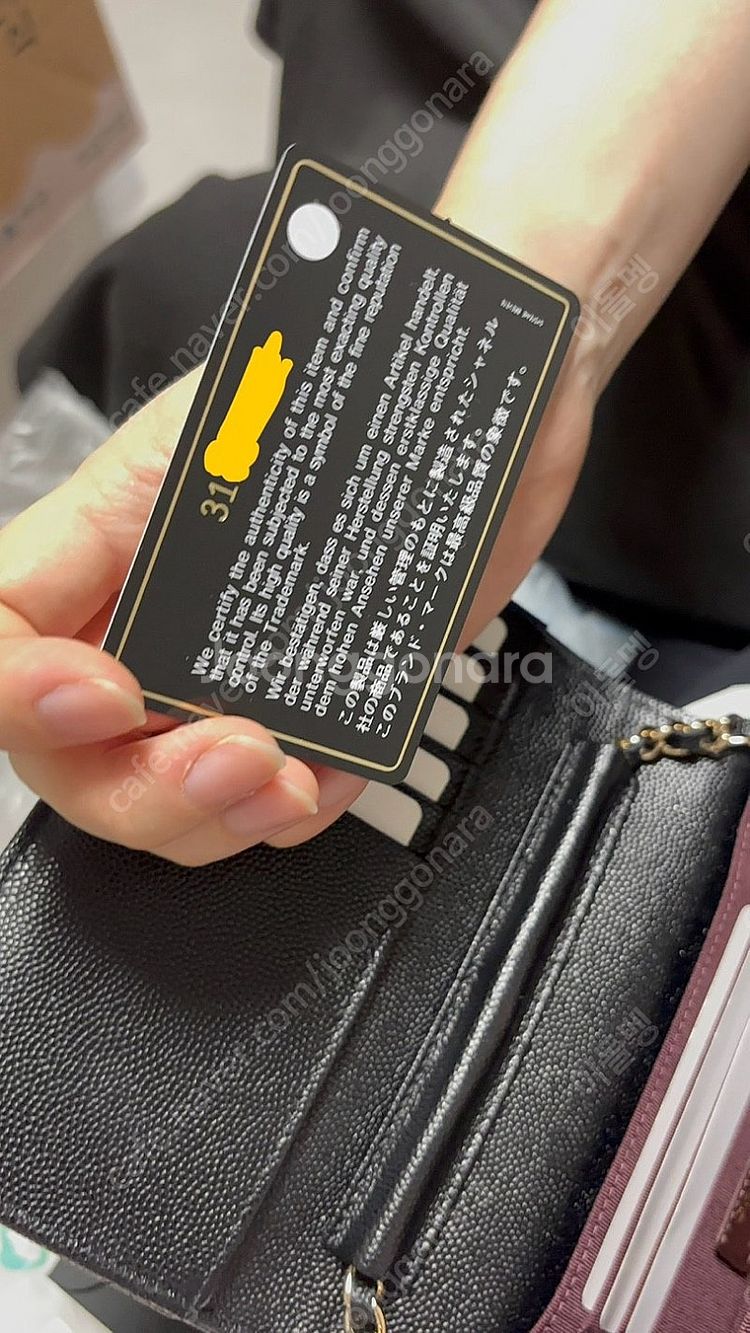 31
We certify the authenticity of this item and confirm
that it has been subjected to the most exacting quality
control. Its high quality is a symbol of the fine reputation
of the Trademark
Wir bestätigen, dass es sich um einen Artikel handelt,
der während seiner Herstellung strengsten Kontrollen
unterworfen war, und dessen erstklassige Qualität
dem hohen Ansehen unserer Marke entspricht
この製品は厳しい管理のもとに製造されたシャネル
社の商品であることを証明いたします。
このブランド・マークは最高級品質の象徴です。
joonggonara
cafe.naver.com/joonggonara
cafe.naver.com/joonggonara